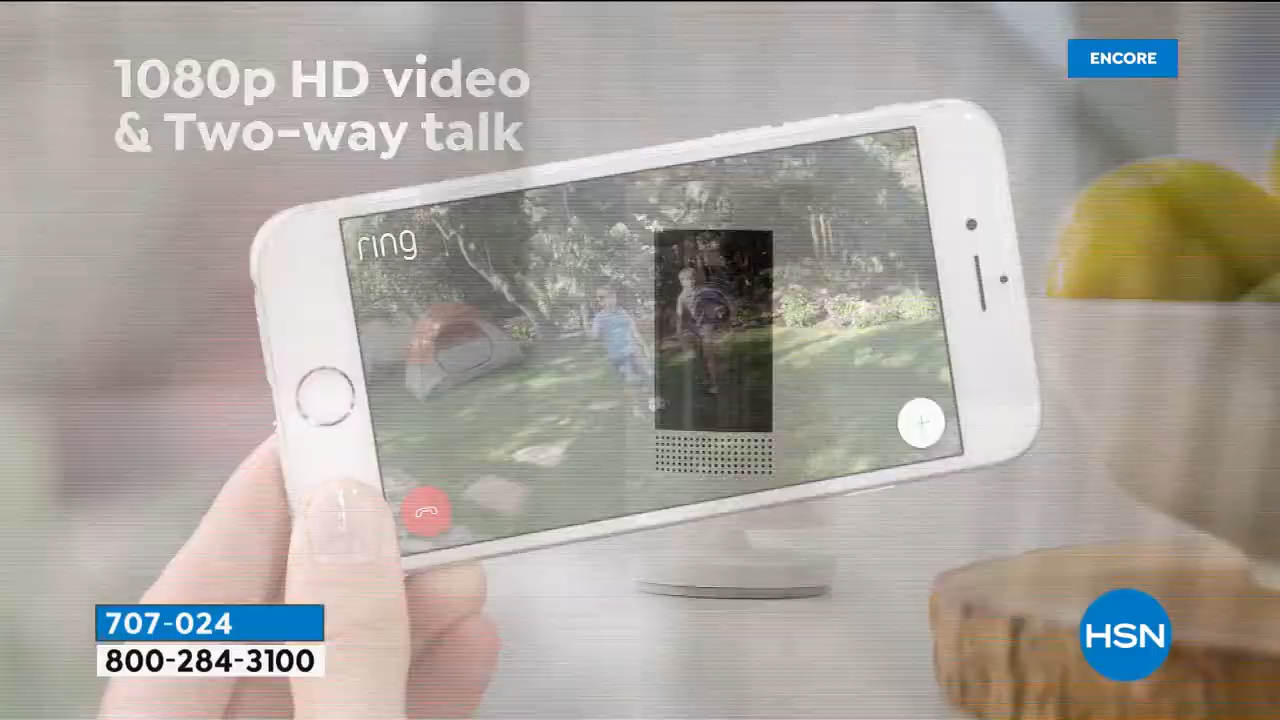 1080p HD video
& Two-way talk
ENCORE
ring
707-024
800-284-3100
HSN